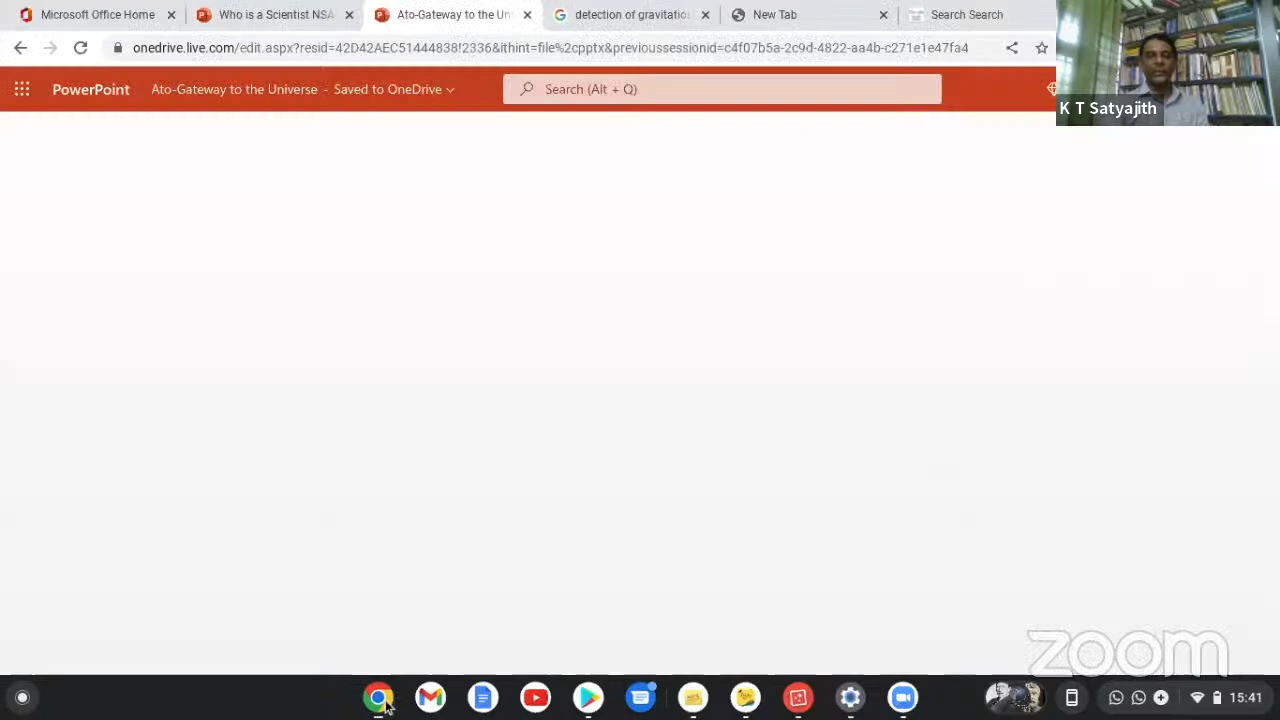 Microsoft Office Home
Who is a Scientist NSA
Ato-Gateway to the Uni
detection of gravitation
New Tab
Search Search
onedrive.live.com/edit.aspx?resid=42D42AEC51444838!2336&ithint=file%2cpptx&previoussessionid=c4f07b5a-2c9d-4822-aa4b-c271e1e47fa4
PowerPoint
Ato-Gateway to the Universe - Saved to OneDrive
Search (Alt + Q)
K T Satyajith
zoom
15:41